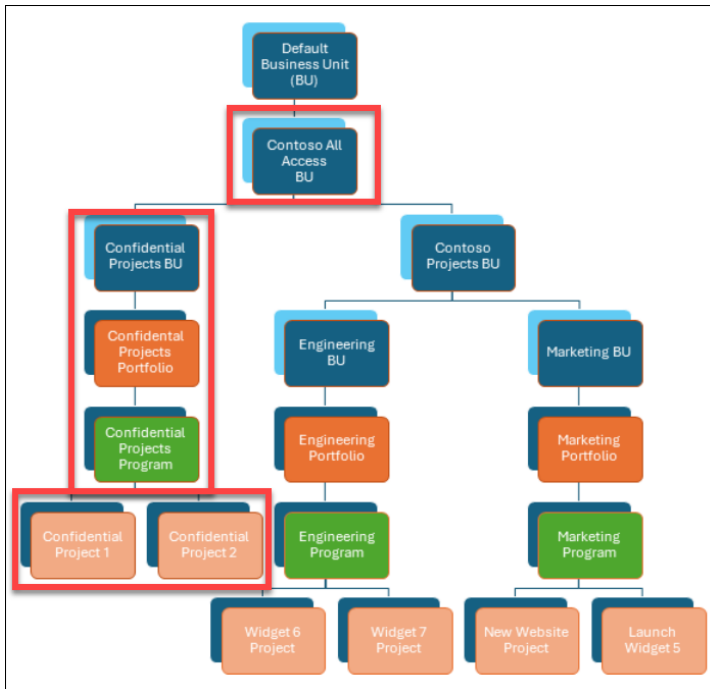 Default
Business Unit
(BU)
Contoso All
Access
BU
Confidential
Projects BU
Contoso
Projects BU
Confidental
Projects
Portfolio
Engineering
BU
Marketing BU
Confidential
Projects
Program
Engineering
Portfolio
Marketing
Portfolio
Confidential
Project 1
Confidential
Project 2
Engineering
Program
Marketing
Program
Widget 6
Project
Widget 7
Project
New Website
Project
Launch
Widget 5